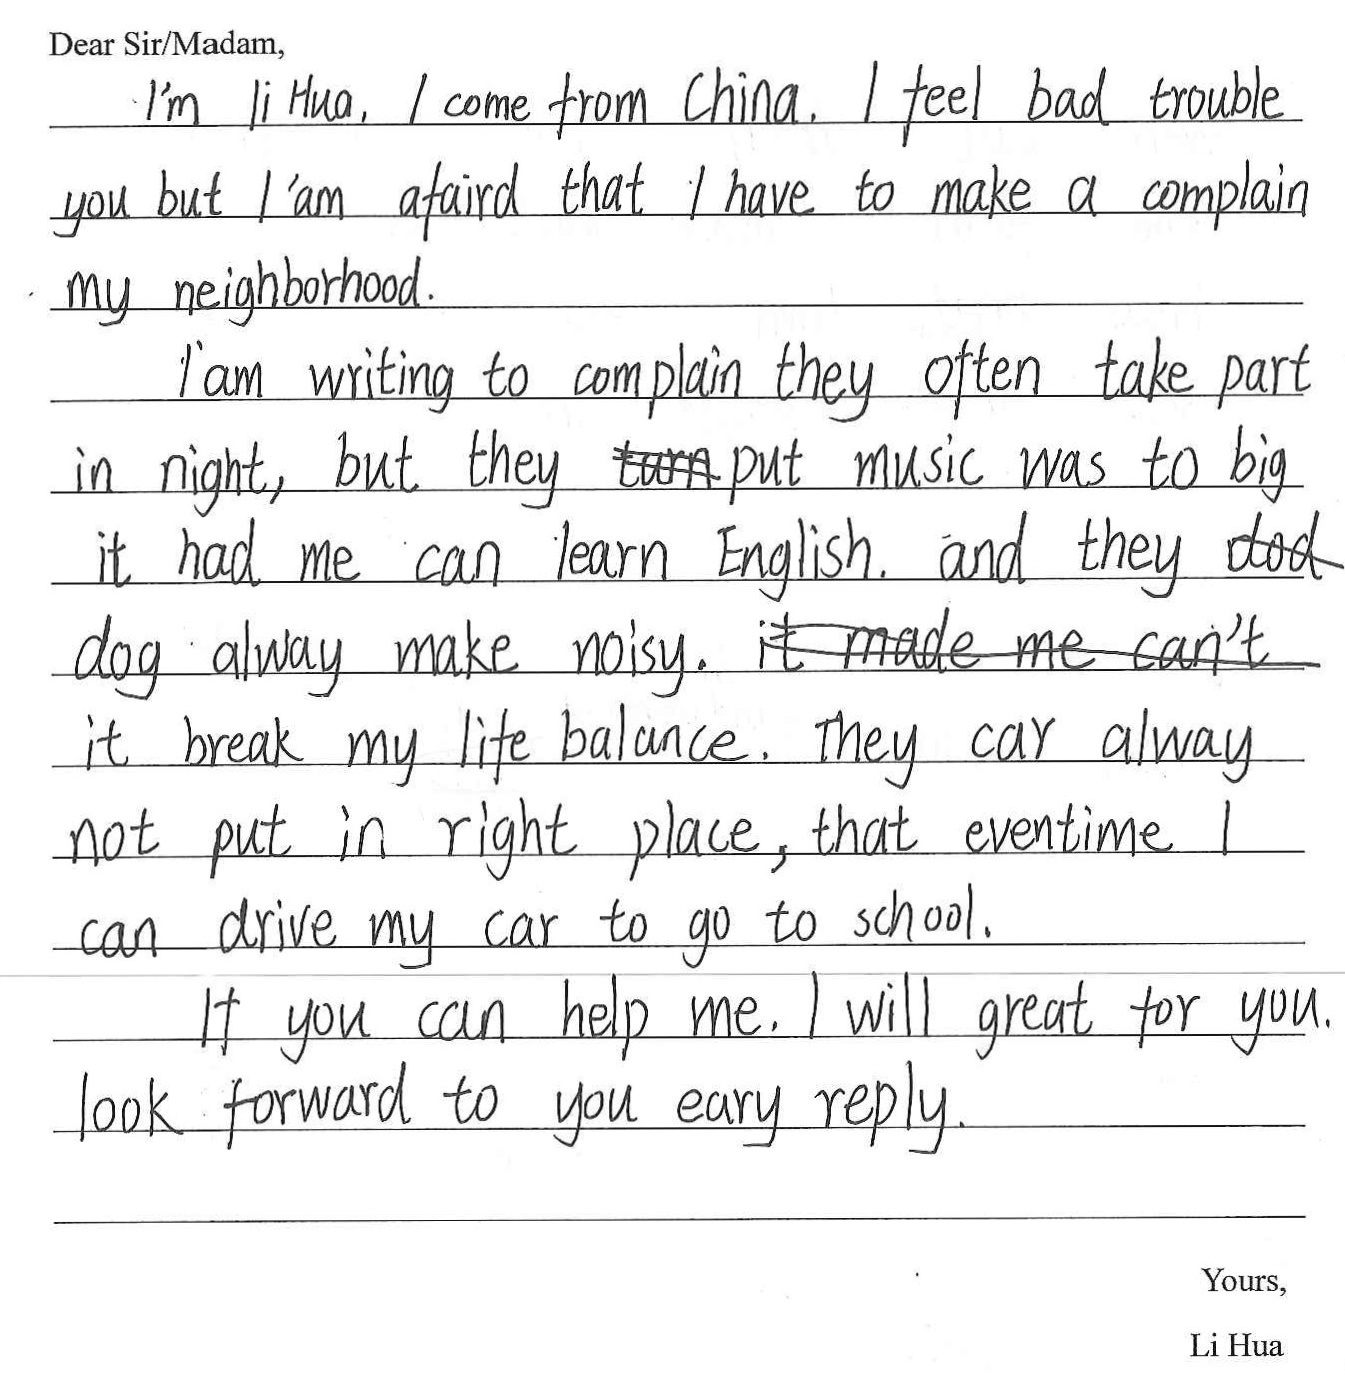 Dear Sir/Madam,
I'm li Hua. I come from China. I feel bad trouble
you but I 'am afaird that I have to make a complain
my neighborhood.
I'am writing to complain they often take part
in night, but they turn put music was to big
it had me can learn English. and they dod
dog alway make noisy. it made me can't
it break my life balance. They car alway
not put in right place, that eventime I
can drive my car to go to school.
If you can help me. I will great for you.
look forward to you eary reply.
Yours,
Li Hua